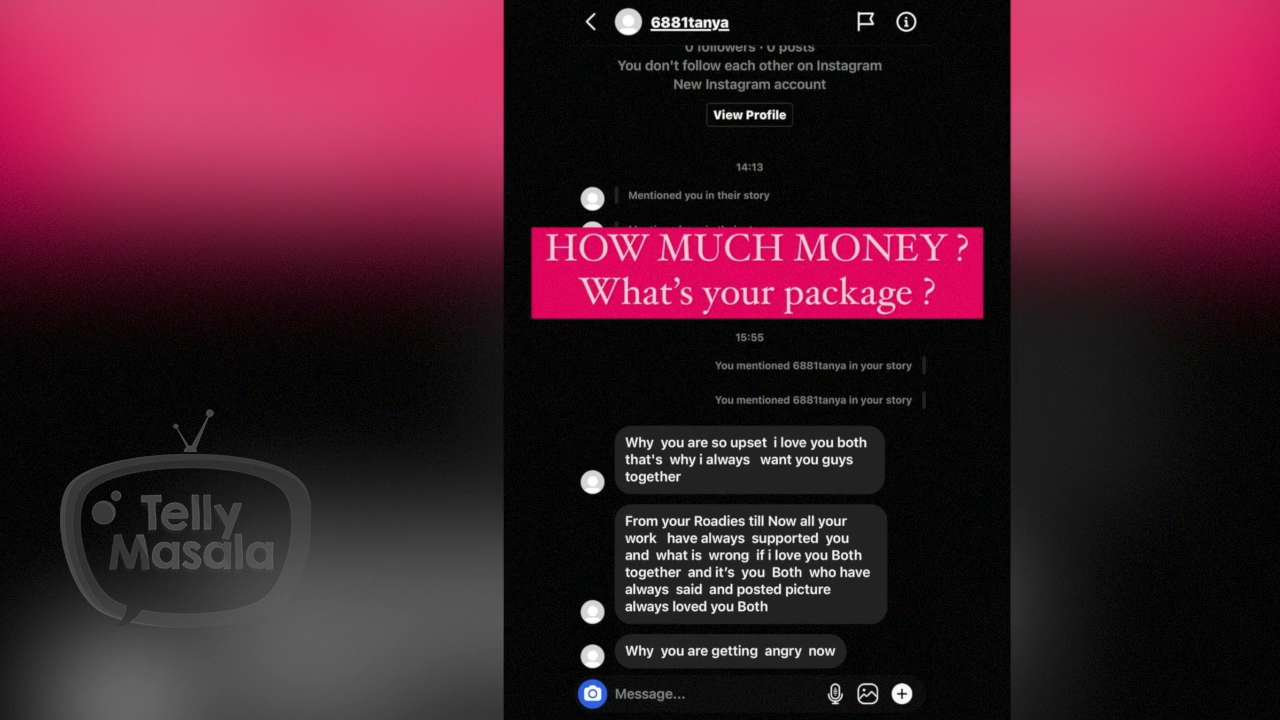 6881tanya
0 followers · 0 posts
You don't follow each other on Instagram
New Instagram account
View Profile
14:13
Mentioned you in their story
HOW MUCH MONEY ?
What's your package ?
15:55
You mentioned 6881tanya in your story
You mentioned 6881tanya in your story
Why you are so upset i love you both
that's why i always want you guys
together
From your Roadies till Now all your
work have always supported you
and what is wrong if i love you Both
together and it's you Both who have
always said and posted picture
always loved you Both
Why you are getting angry now
Message...
Telly
Masala